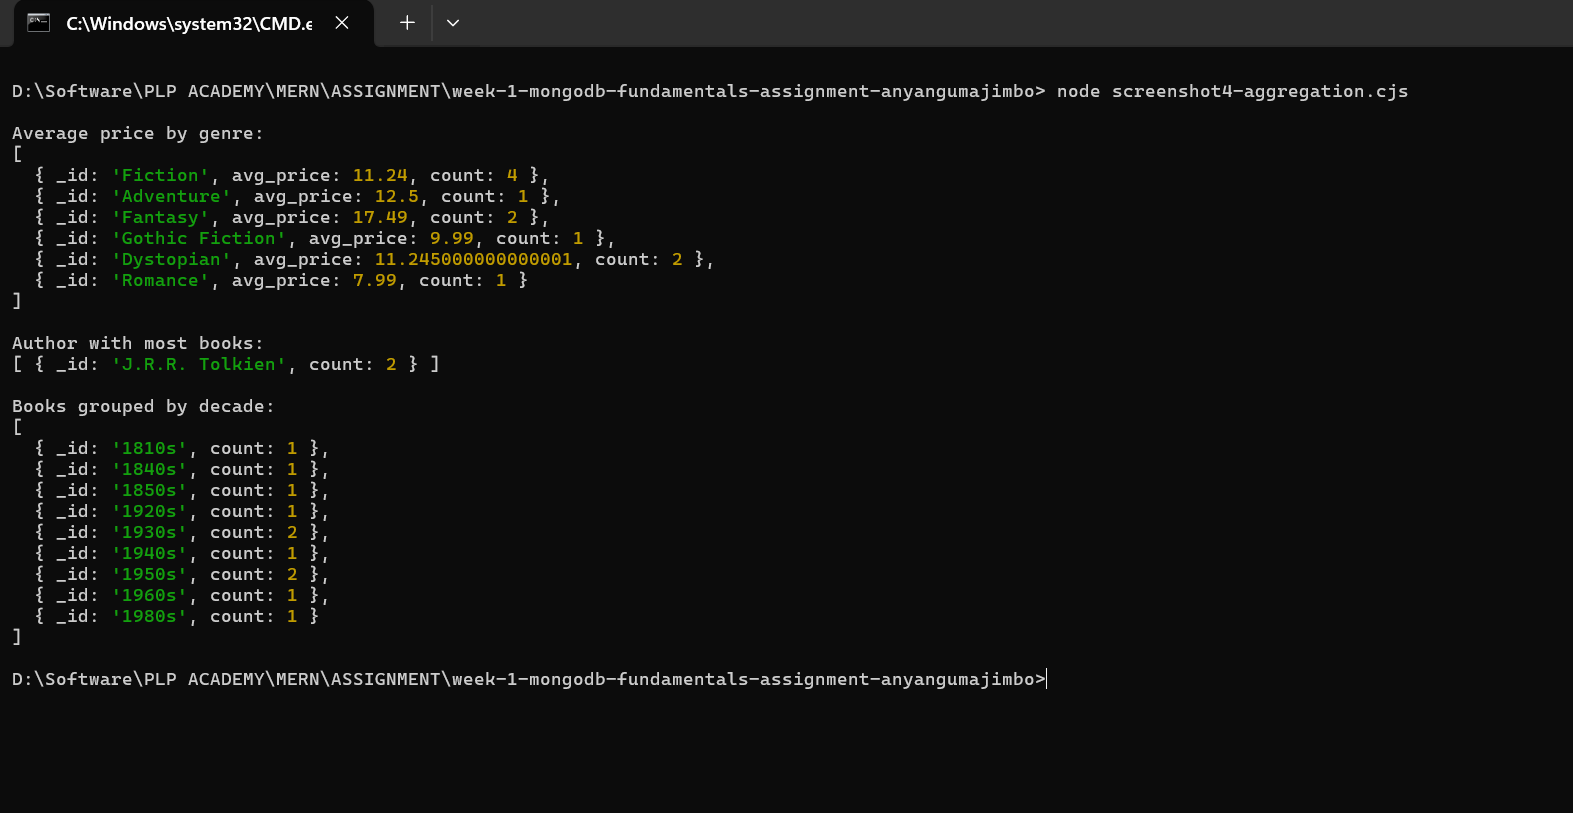 C:\Windows\system32\CMD.e
D:\Software\PLP ACADEMY\MERN\ASSIGNMENT\week-1-mongodb-fundamentals-assignment-anyangumajimbo> node screenshot4-aggregation.cjs
Average price by genre:
[
  { _id: 'Fiction', avg_price: 11.24, count: 4 },
  { _id: 'Adventure', avg_price: 12.5, count: 1 },
  { _id: 'Fantasy', avg_price: 17.49, count: 2 },
  { _id: 'Gothic Fiction', avg_price: 9.99, count: 1 },
  { _id: 'Dystopian', avg_price: 11.245000000000001, count: 2 },
  { _id: 'Romance', avg_price: 7.99, count: 1 }
]
Author with most books:
[ { _id: 'J.R.R. Tolkien', count: 2 } ]
Books grouped by decade:
[
  { _id: '1810s', count: 1 },
  { _id: '1840s', count: 1 },
  { _id: '1850s', count: 1 },
  { _id: '1920s', count: 1 },
  { _id: '1930s', count: 2 },
  { _id: '1940s', count: 1 },
  { _id: '1950s', count: 2 },
  { _id: '1960s', count: 1 },
  { _id: '1980s', count: 1 }
]
D:\Software\PLP ACADEMY\MERN\ASSIGNMENT\week-1-mongodb-fundamentals-assignment-anyangumajimbo>